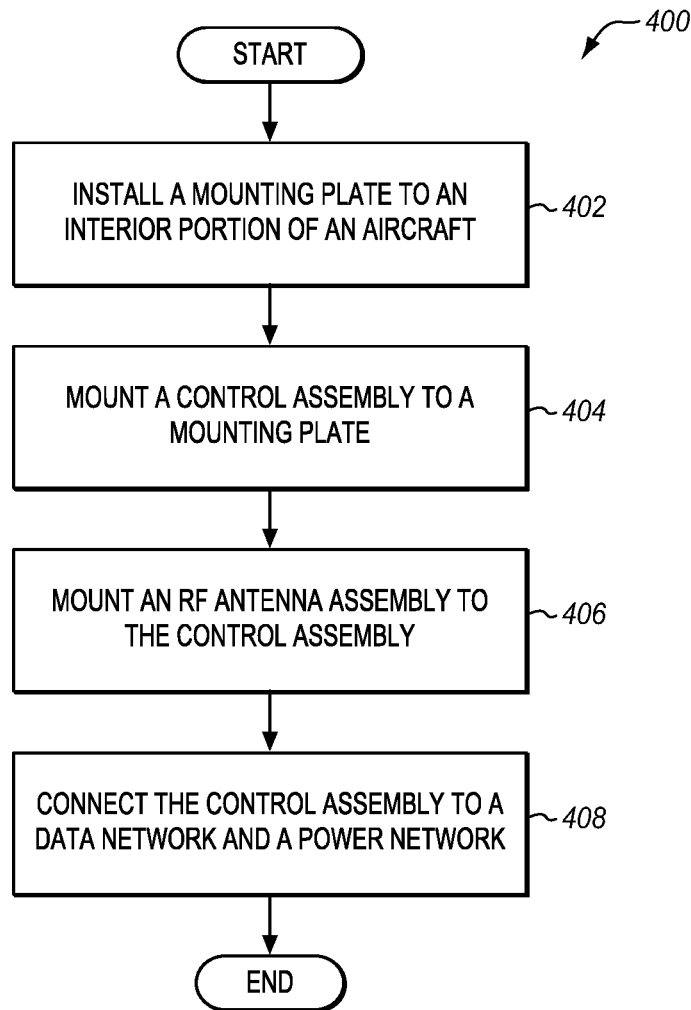 400
START
INSTALL A MOUNTING PLATE TO AN
INTERIOR PORTION OF AN AIRCRAFT
402
MOUNT A CONTROL ASSEMBLY TO A
MOUNTING PLATE
404
MOUNT AN RF ANTENNA ASSEMBLY TO
THE CONTROL ASSEMBLY
406
CONNECT THE CONTROL ASSEMBLY TO A
DATA NETWORK AND A POWER NETWORK
408
END